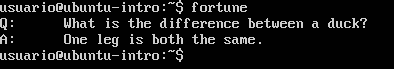 usuario@ubuntu-intro:~$ fortune
Q:      What is the difference between a duck?
A:      One leg is both the same.
usuario@ubuntu-intro:~$